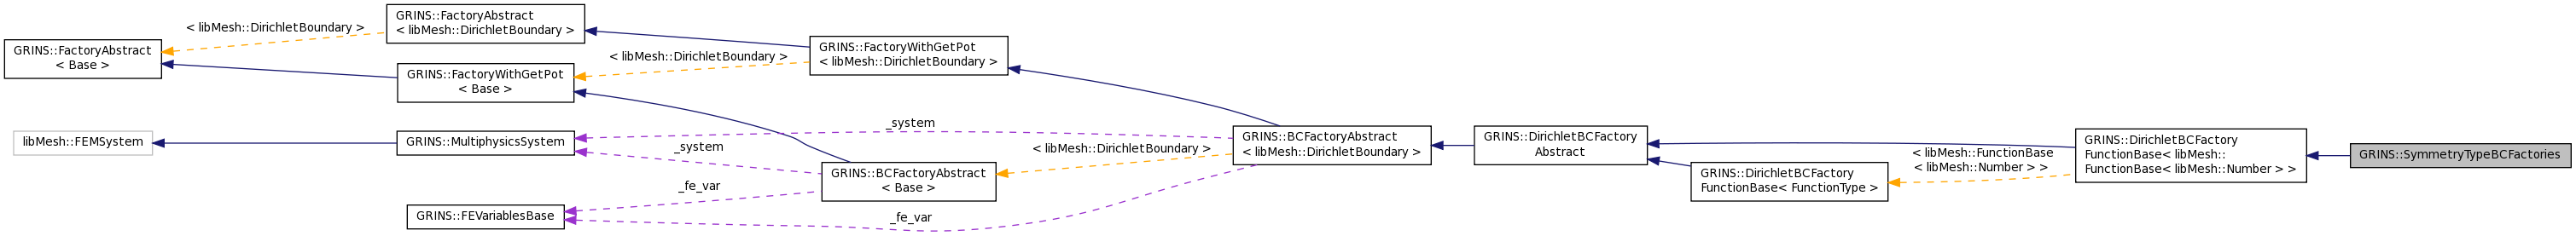 GRINS::FactoryAbstract
< Base >
< libMesh::DirichletBoundary >
GRINS::FactoryAbstract
< libMesh::DirichletBoundary >
GRINS::FactoryWithGetPot
< Base >
< libMesh::DirichletBoundary >
GRINS::FactoryWithGetPot
< libMesh::DirichletBoundary >
libMesh::FEMSystem
GRINS::MultiphysicsSystem
_system
_system
GRINS::BCFactoryAbstract
< Base >
< libMesh::DirichletBoundary >
GRINS::BCFactoryAbstract
< libMesh::DirichletBoundary >
GRINS::FEVariablesBase
_fe_var
_fe_var
GRINS::DirichletBCFactory
Abstract
GRINS::DirichletBCFactory
FunctionBase< FunctionType >
< libMesh::FunctionBase
< libMesh::Number > >
GRINS::DirichletBCFactory
FunctionBase< libMesh::
FunctionBase< libMesh::Number > >
GRINS::SymmetryTypeBCFactories